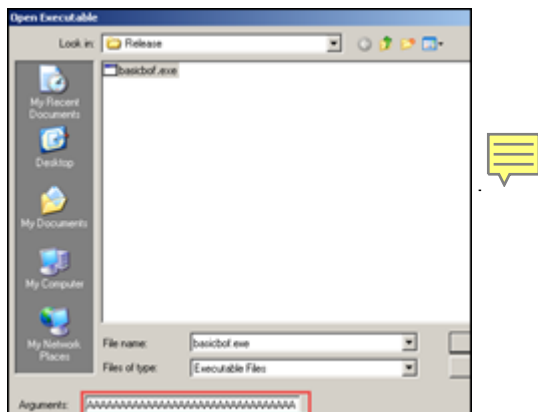 Open Executable
Look in: Release
basicbof.exe
My Recent
Documents
Desktop
My Documents
My Computer
My Network
Places
File name: basicbof.exe
Files of type: Executable Files
Arguments: AAAAAAAAAAAAAAAAAAAAAAAAAAAAAAAA
.